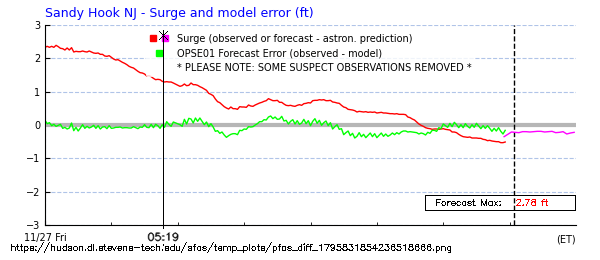 Sandy Hook NJ - Surge and model error (ft)
3
Surge (observed or forecast - astron. prediction)
OPSE01 Forecast Error (observed - model)
2
* PLEASE NOTE: SOME SUSPECT OBSERVATIONS REMOVED *
1
0
−1
−2
Forecast Max: 2.78 ft
−3
11/27 Fri 05:19 (ET)
https://hudson.dl.stevens-tech.edu/sfas/temp_plots/pfas_diff_1795831854236518666.png